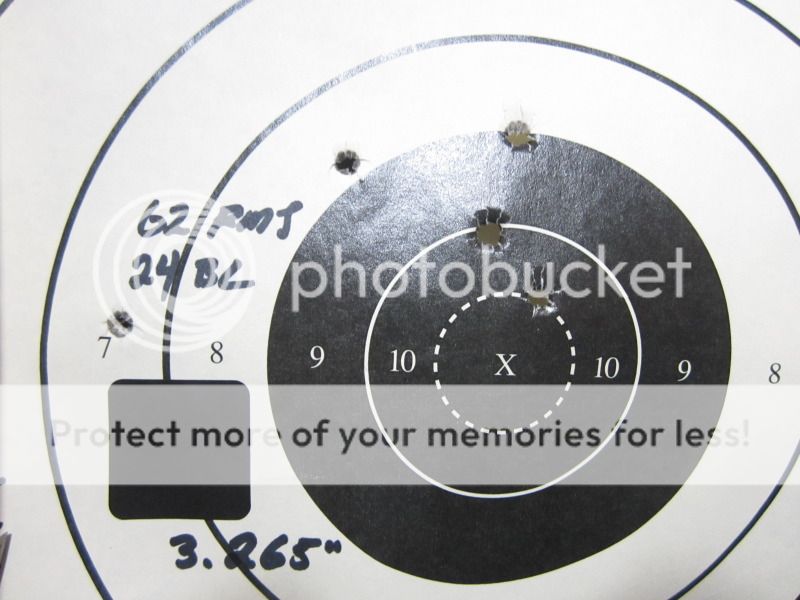 62 FMJ
24 BL
photobucket
7 8 9 10 X 10 9 8
Protect more of your memories for less!
3.265"